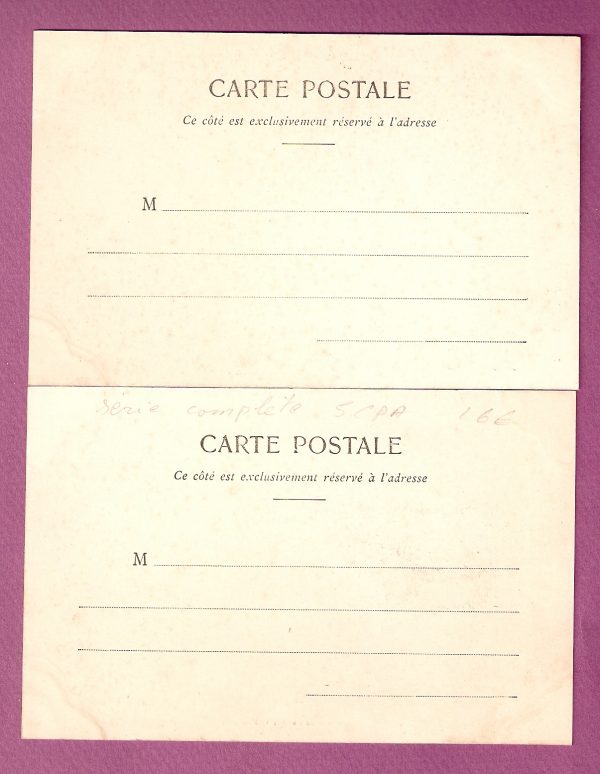 CARTE POSTALE
Ce côté est exclusivement réservé à l'adresse
M
série complète 5 CPA 16€
CARTE POSTALE
Ce côté est exclusivement réservé à l'adresse
M